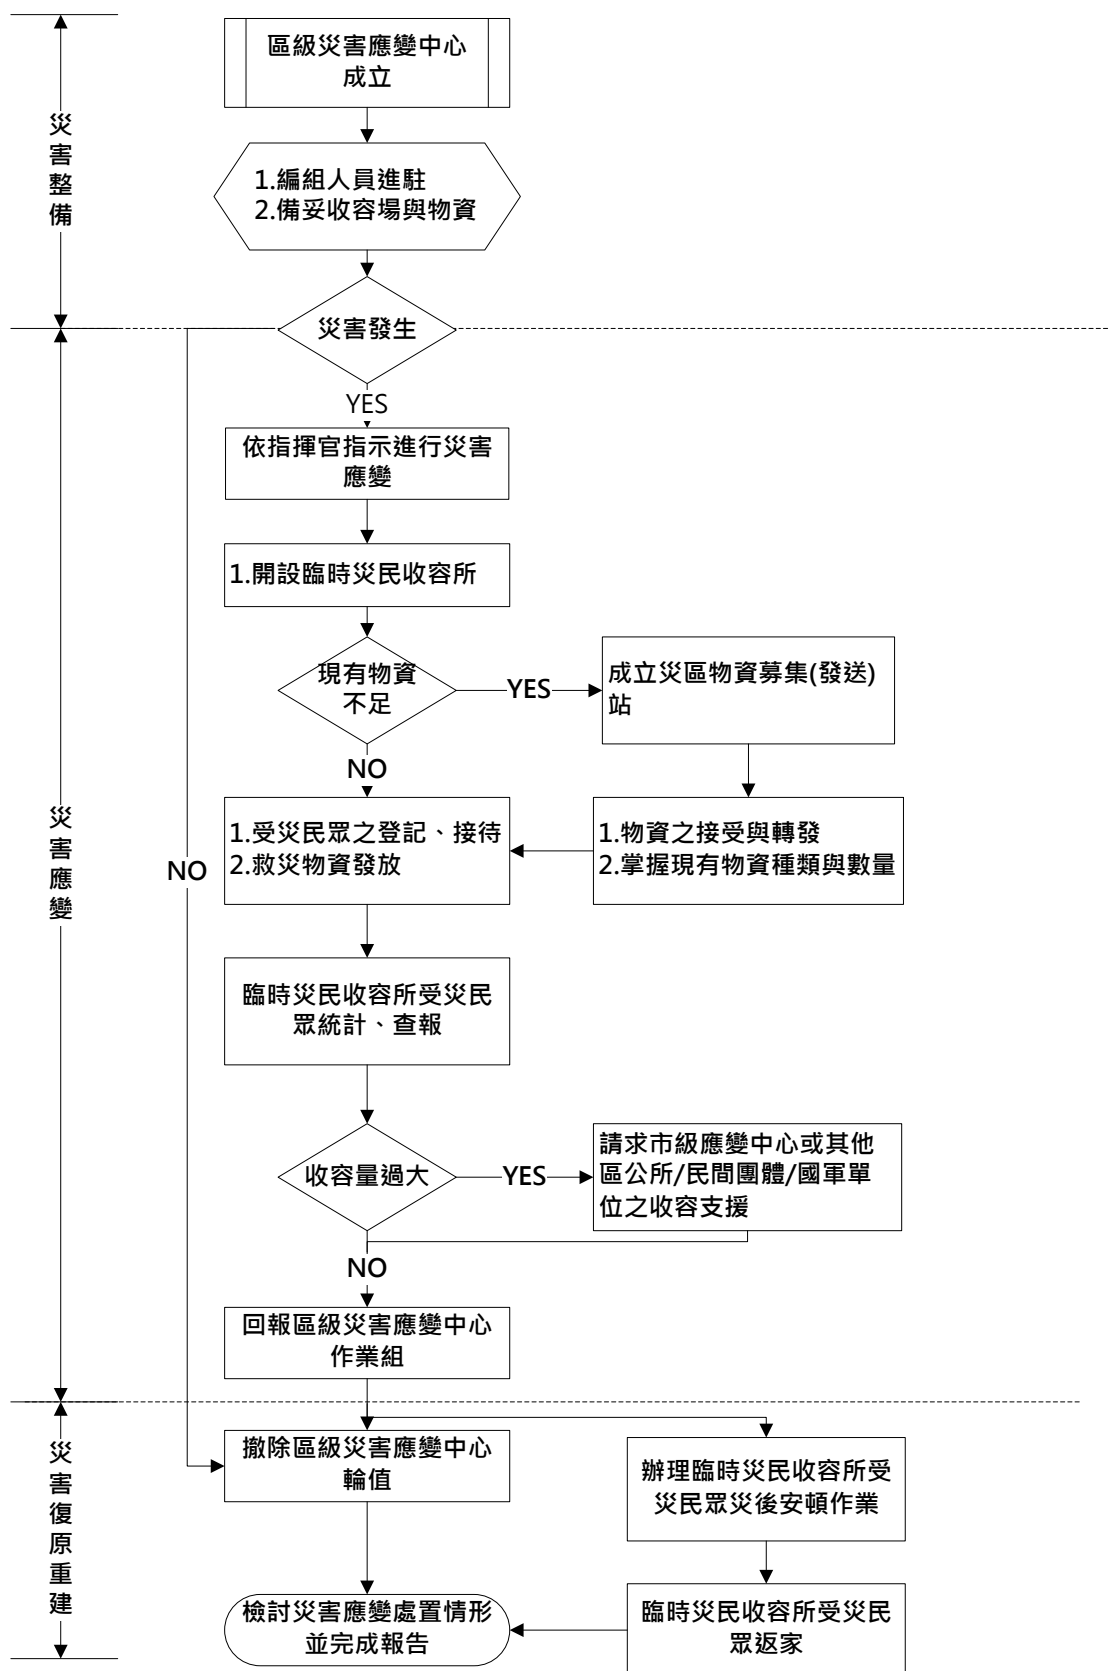 區級災害應變中心
成立
災害整備
1.編組人員進駐
2.備妥收容場與物資
災害發生
YES
依指揮官指示進行災害
應變
1.開設臨時災民收容所
現有物資
不足
YES
成立災區物資募集(發送)
站
NO
災害應變
NO
1.受災民眾之登記、接待
2.救災物資發放
1.物資之接受與轉發
2.掌握現有物資種類與數量
臨時災民收容所受災民
眾統計、查報
收容量過大
YES
請求市級應變中心或其他
區公所/民間團體/國軍單
位之收容支援
NO
回報區級災害應變中心
作業組
災害復原重建
撤除區級災害應變中心
輪值
辦理臨時災民收容所受
災民眾災後安頓作業
檢討災害應變處置情形
並完成報告
臨時災民收容所受災民
眾返家